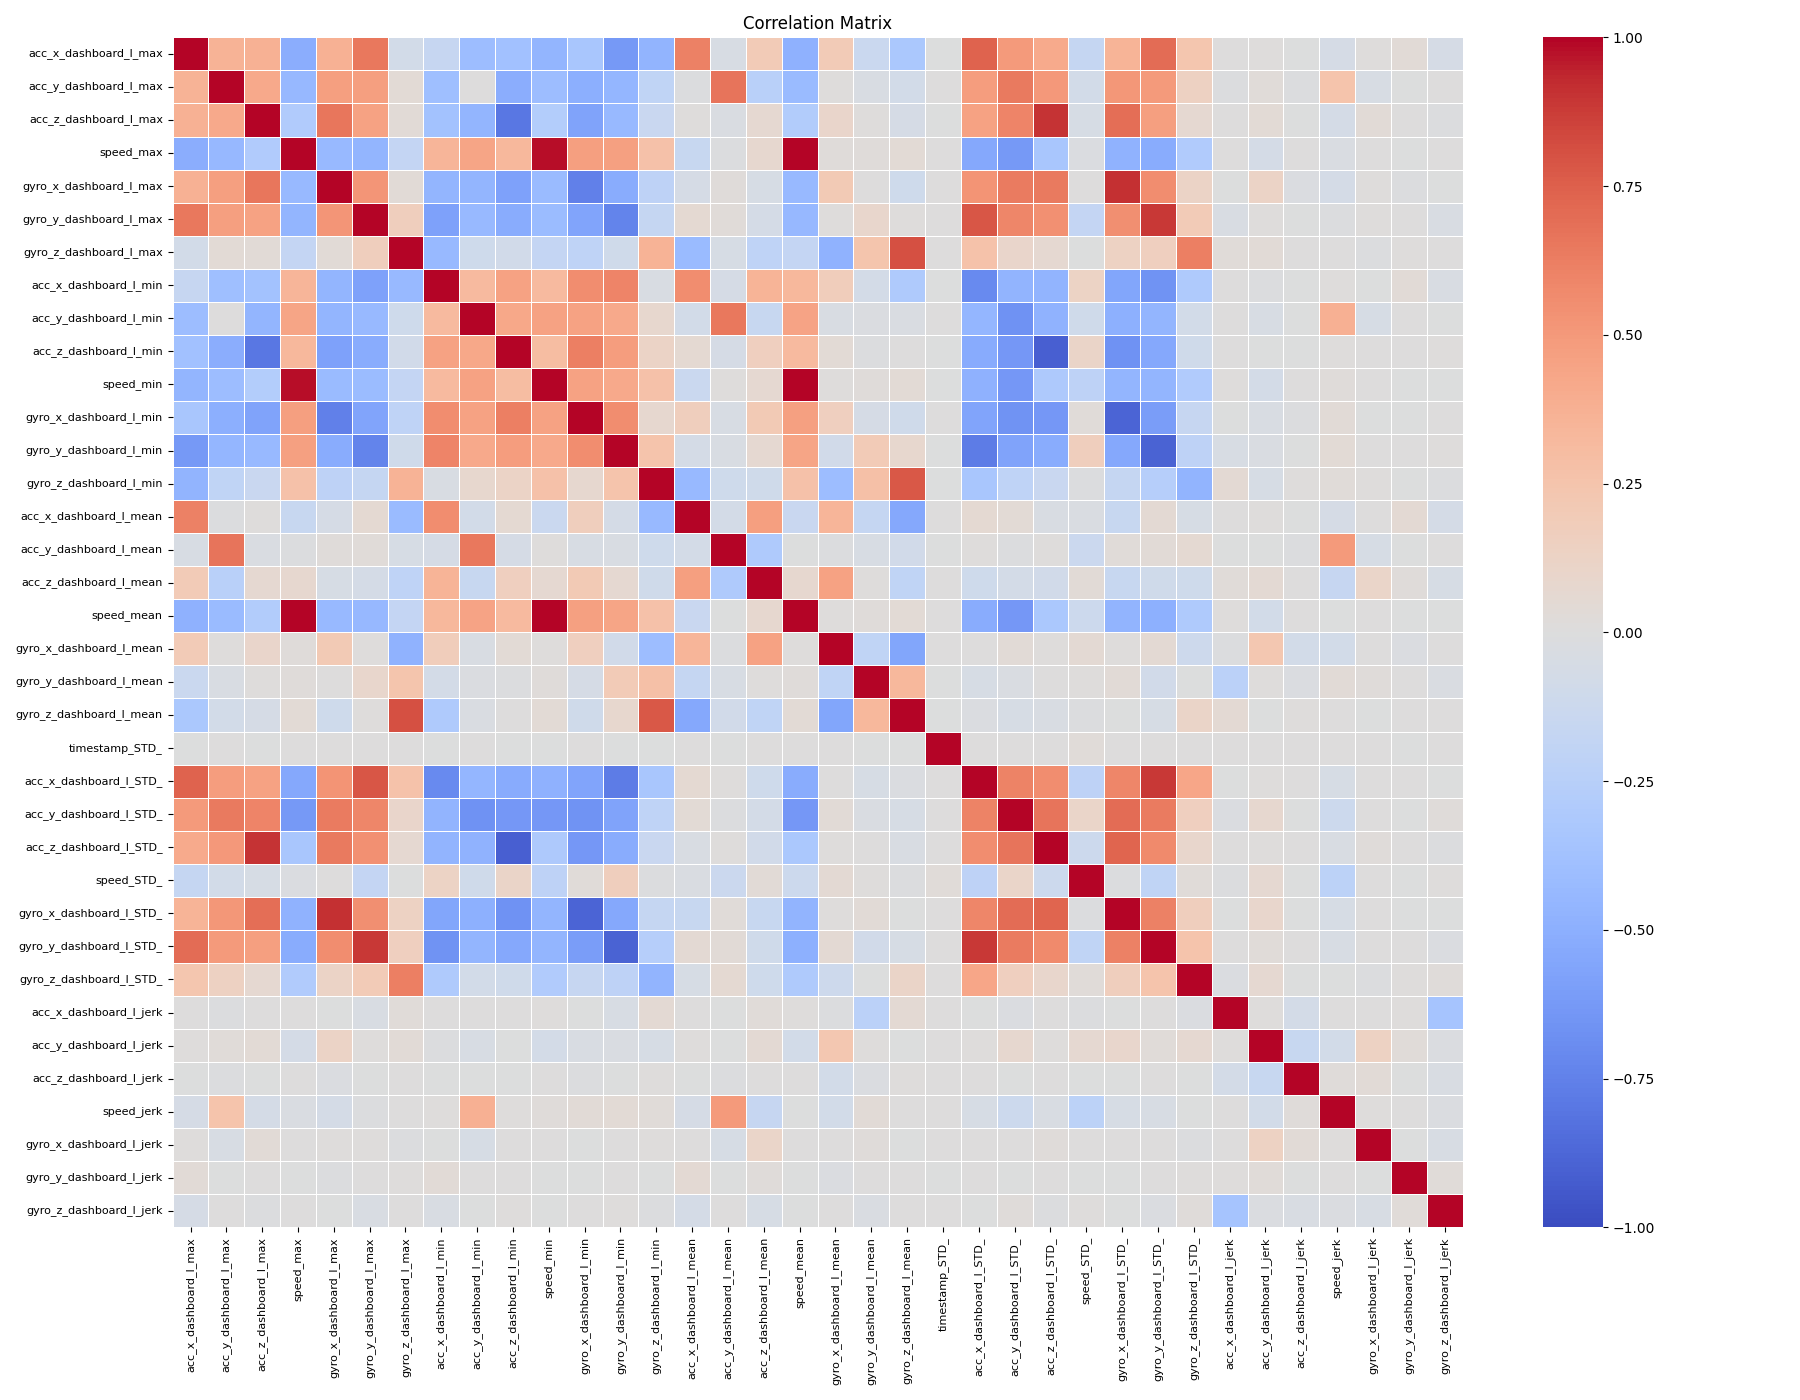 Correlation Matrix
acc_x_dashboard_l_max
acc_y_dashboard_l_max
acc_z_dashboard_l_max
speed_max
gyro_x_dashboard_l_max
gyro_y_dashboard_l_max
gyro_z_dashboard_l_max
acc_x_dashboard_l_min
acc_y_dashboard_l_min
acc_z_dashboard_l_min
speed_min
gyro_x_dashboard_l_min
gyro_y_dashboard_l_min
gyro_z_dashboard_l_min
acc_x_dashboard_l_mean
acc_y_dashboard_l_mean
acc_z_dashboard_l_mean
speed_mean
gyro_x_dashboard_l_mean
gyro_y_dashboard_l_mean
gyro_z_dashboard_l_mean
timestamp_STD_
acc_x_dashboard_l_STD_
acc_y_dashboard_l_STD_
acc_z_dashboard_l_STD_
speed_STD_
gyro_x_dashboard_l_STD_
gyro_y_dashboard_l_STD_
gyro_z_dashboard_l_STD_
acc_x_dashboard_l_jerk
acc_y_dashboard_l_jerk
acc_z_dashboard_l_jerk
speed_jerk
gyro_x_dashboard_l_jerk
gyro_y_dashboard_l_jerk
gyro_z_dashboard_l_jerk
acc_x_dashboard_l_max
acc_y_dashboard_l_max
acc_z_dashboard_l_max
speed_max
gyro_x_dashboard_l_max
gyro_y_dashboard_l_max
gyro_z_dashboard_l_max
acc_x_dashboard_l_min
acc_y_dashboard_l_min
acc_z_dashboard_l_min
speed_min
gyro_x_dashboard_l_min
gyro_y_dashboard_l_min
gyro_z_dashboard_l_min
acc_x_dashboard_l_mean
acc_y_dashboard_l_mean
acc_z_dashboard_l_mean
speed_mean
gyro_x_dashboard_l_mean
gyro_y_dashboard_l_mean
gyro_z_dashboard_l_mean
timestamp_STD_
acc_x_dashboard_l_STD_
acc_y_dashboard_l_STD_
acc_z_dashboard_l_STD_
speed_STD_
gyro_x_dashboard_l_STD_
gyro_y_dashboard_l_STD_
gyro_z_dashboard_l_STD_
acc_x_dashboard_l_jerk
acc_y_dashboard_l_jerk
acc_z_dashboard_l_jerk
speed_jerk
gyro_x_dashboard_l_jerk
gyro_y_dashboard_l_jerk
gyro_z_dashboard_l_jerk
1.00
0.75
0.50
0.25
0.00
−0.25
−0.50
−0.75
−1.00